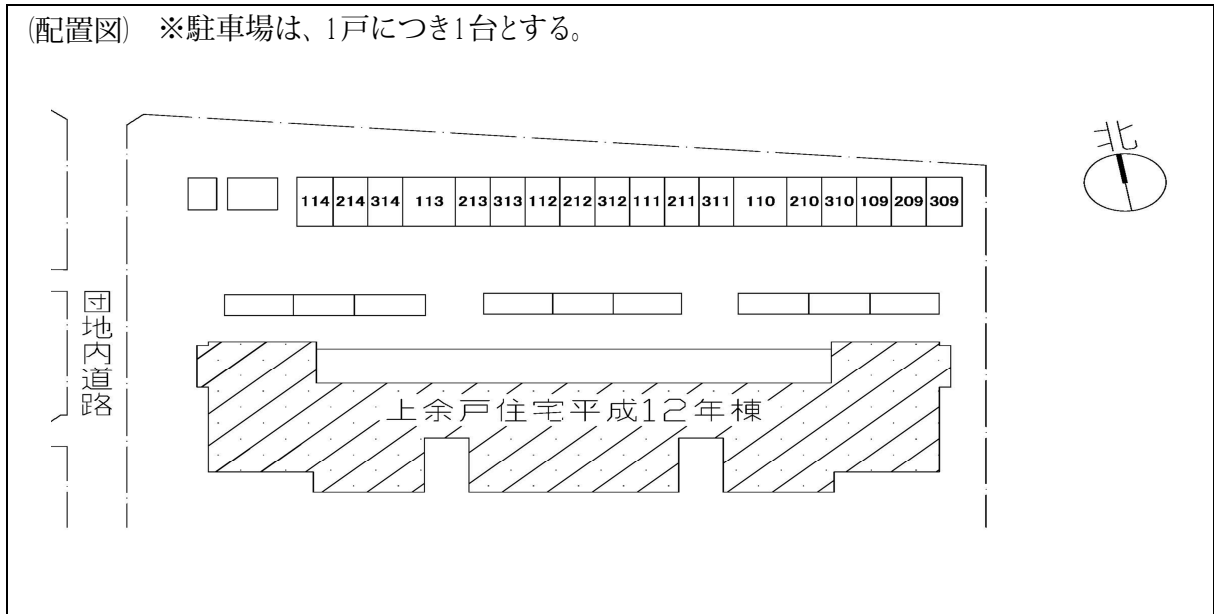 (配置図) ※駐車場は、1戸につき1台とする。
北
114 214 314 113 213 313 112 212 312 111 211 311 110 210 310 109 209 309
団地内道路
上余戸住宅平成12年棟